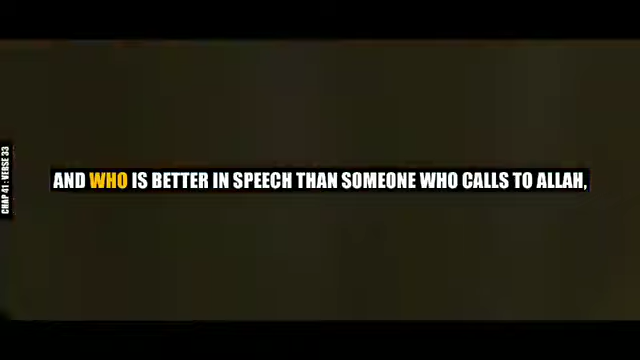 AND WHO IS BETTER IN SPEECH THAN SOMEONE WHO CALLS TO ALLAH,
CHAP 41 : VERSE 33